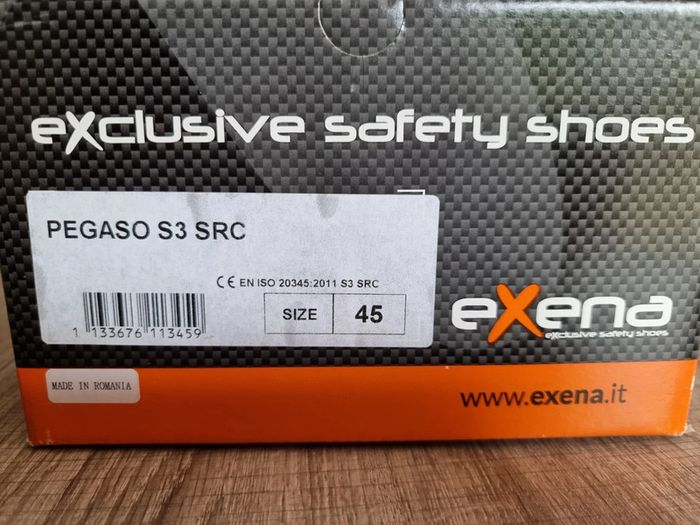 eXclusive safety shoes
PEGASO S3 SRC
CE EN ISO 20345:2011 S3 SRC
1 133676 113459
SIZE 45
eXena
eXclusive safety shoes
MADE IN ROMANIA
www.exena.it